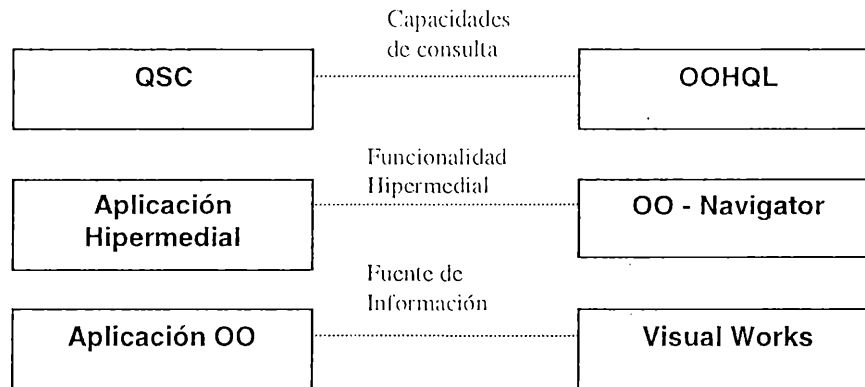 Capacidades
de consulta
QSC
OOHQL
Funcionalidad
Hipermedial
Aplicación
Hipermedial
OO - Navigator
Fuente de
Información
Aplicación OO
Visual Works